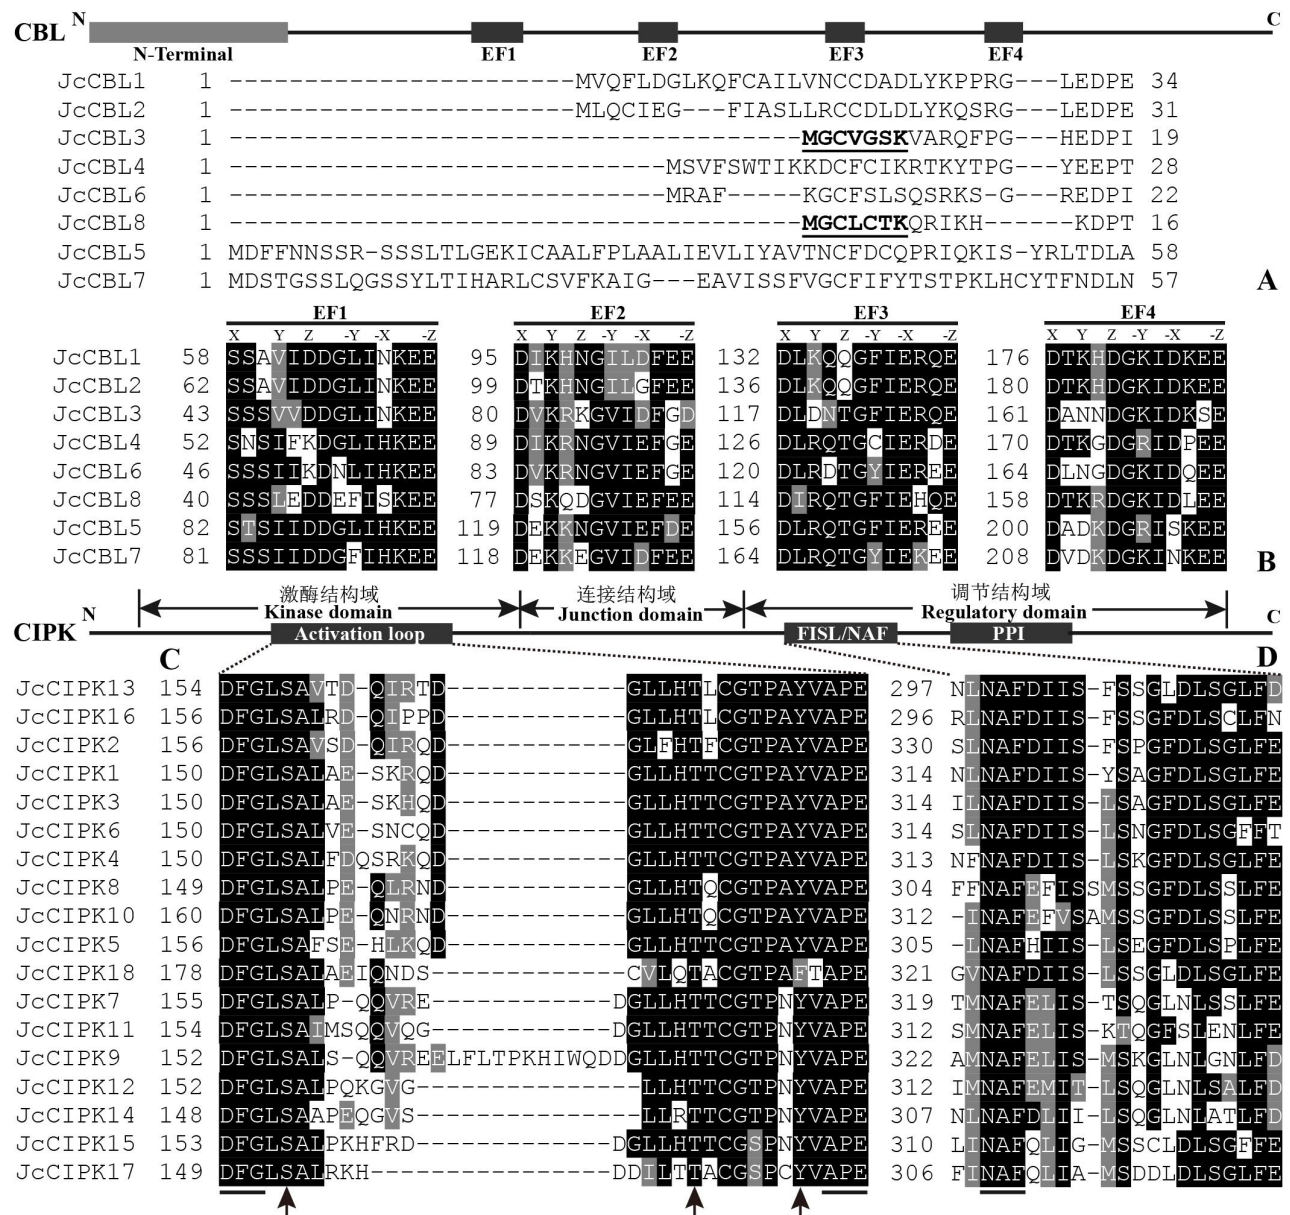 CBL N C
N-Terminal EF1 EF2 EF3 EF4
JcCBL1 1 -----------------------MVQFLDGLKQFCAILVNCCDADLYKPPRG---LEDPE 34
JcCBL2 1 -----------------------MLQCIEG---FIASLLRCCDLDLYKQSRG---LEDPE 31
JcCBL3 1 --------------------------------------MGCVGSKVARQFPG---HEDPI 19
JcCBL4 1 -----------------------------MSVFSWTIKKDCFCIKRTKYTPG---YEEPT 28
JcCBL6 1 -----------------------------MRAF-----KGCFSLSQSRKS-G---REDPI 22
JcCBL8 1 --------------------------------------MGCLCTKQRIKH-----KDPT 16
JcCBL5 1 MDFFNNSSR-SSSLTLGEKICAALFPLAALIEVLIYAVTNCFDCQPRIQKIS-YRLTDLA 58
JcCBL7 1 MDSTGSSLQGSSYLTIHARLCSVFKAIG---EAVISSFVGCFIFYTSTPKLHCYTFNDLN 57
A
EF1 EF2 EF3 EF4
X Y Z -Y -X -Z X Y Z -Y -X -Z X Y Z -Y -X -Z X Y Z -Y -X -Z
JcCBL1 58 SSAVIDDGLINKEE 95 DIKHNGILDFEE 132 DLKQQGFIERQE 176 DTKHDGKIDKEE
JcCBL2 62 SSAVIDDGLINKEE 99 DTKHNGILGFEE 136 DLKQQGFIERQE 180 DTKHDGKIDKEE
JcCBL3 43 SSSVVDDGLINKEE 80 DVKRKGVIDFGD 117 DLDNTGFIERQE 161 DANNDGKIDKSE
JcCBL4 52 SNSIFKDGLIHKEE 89 DIKRNGVIEFGE 126 DLRQTGCIERDE 170 DTKGDGRIDPEE
JcCBL6 46 SSSIIKDNLIHKEE 83 DVKRNGVIEFGE 120 DLRDTGYIEREE 164 DLNGDGKIDQEE
JcCBL8 40 SSSLEDDEFISKEE 77 DSKQDGVIEFEE 114 DIRQTGFIEHQE 158 DTKRDGKIDLEE
JcCBL5 82 STSIIDDGLIHKEE 119 DEKKNGVIEFDE 156 DLRQTGFIEREE 200 DADKDGRISKEE
JcCBL7 81 SSSIIDDGFIHKEE 118 DEKKEGVIDFEE 164 DLRQTGYIEKEE 208 DVDKDGKINKEE
B
激酶结构域 连接结构域 调节结构域
N Kinase domain Junction domain Regulatory domain C
CIPK Activation loop FISL/NAF PPI
C D
JcCIPK13 154 DFGLSAVTD-QIRTD------------GLLHTLCGTPAYVAPE 297 NLNAFDIIS-FSSGLDLSGLFD
JcCIPK16 156 DFGLSALRD-QIPPD------------GLLHTLCGTPAYVAPE 296 RLNAFDIIS-FSSGFDLSCLFN
JcCIPK2 156 DFGLSAVSD-QIRQD------------GLFHTFCGTPAYVAPE 330 SLNAFDIIS-FSPGFDLSGLFE
JcCIPK1 150 DFGLSALAE-SKRQD------------GLLHTTCGTPAYVAPE 314 NLNAFDIIS-YSAGFDLSGLFE
JcCIPK3 150 DFGLSALAE-SKHQD------------GLLHTTCGTPAYVAPE 314 ILNAFDIIS-LSAGFDLSGLFE
JcCIPK6 150 DFGLSALVE-SNCQD------------GLLHTTCGTPAYVAPE 314 SLNAFDIIS-LSNGFDLSGFFT
JcCIPK4 150 DFGLSALFDQSRKQD------------GLLHTTCGTPAYVAPE 313 NFNAFDIIS-LSKGFDLSGLFE
JcCIPK8 149 DFGLSALPE-QLRND------------GLLHTQCGTPAYVAPE 304 FFNAFEFISSMSSGFDLSSLFE
JcCIPK10 160 DFGLSALPE-QNRND------------GLLHTQCGTPAYVAPE 312 -INAFEFVSAMSSGFDLSSLFE
JcCIPK5 156 DFGLSAFSE-HLKQD------------GLLHTTCGTPAYVAPE 305 -LNAFHIIS-LSEGFDLSPLFE
JcCIPK18 178 DFGLSALAEIQNDS-------------CVLQTACGTPAFTAPE 321 GVNAFDIIS-LSSGLDLSGLFE
JcCIPK7 155 DFGLSALP-QQVRE------------DGLLHTTCGTPNYVAPE 319 TMNAFELIS-TSQGLNLSSLFE
JcCIPK11 154 DFGLSAIMSQQVQG------------DGLLHTTCGTPNYVAPE 312 SMNAFELIS-KTQGFSLENLFE
JcCIPK9 152 DFGLSALS-QQVREELFLTPKHIWQDDGLLHTTCGTPNYVAPE 322 AMNAFELIS-MSKGLNLGNLFD
JcCIPK12 152 DFGLSALPQKGVG---------------LLHTTCGTPNYVAPE 312 IMNAFEMIT-LSQGLNLSALFD
JcCIPK14 148 DFGLSAAPEQGVS---------------LLRTTCGTPNYVAPE 307 NLNAFDLII-LSQGLNLATLFD
JcCIPK15 153 DFGLSALPKHFRD-------------DGLLHTTCGSPNYVAPE 310 LINAFQLIG-MSSCLDLSGFFE
JcCIPK17 149 DFGLSALRKH----------------DDILTTACGSPCYVAPE 306 FINAFQLIA-MSDDLDLSGLFE